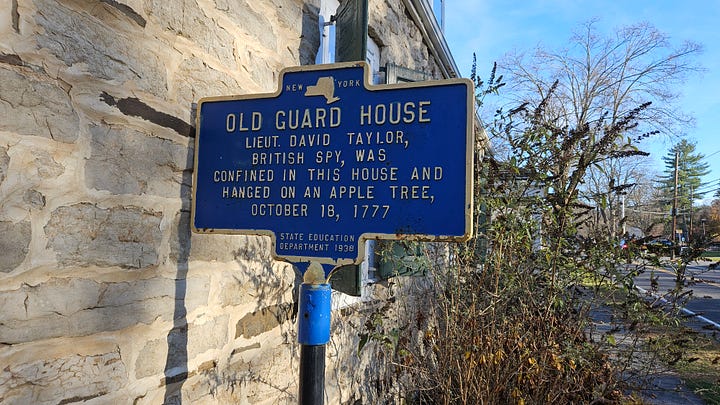 NEW YORK
OLD GUARD HOUSE
LIEUT. DAVID TAYLOR,
BRITISH SPY, WAS
CONFINED IN THIS HOUSE AND
HANGED ON AN APPLE TREE,
OCTOBER 18, 1777
STATE EDUCATION
DEPARTMENT 1938